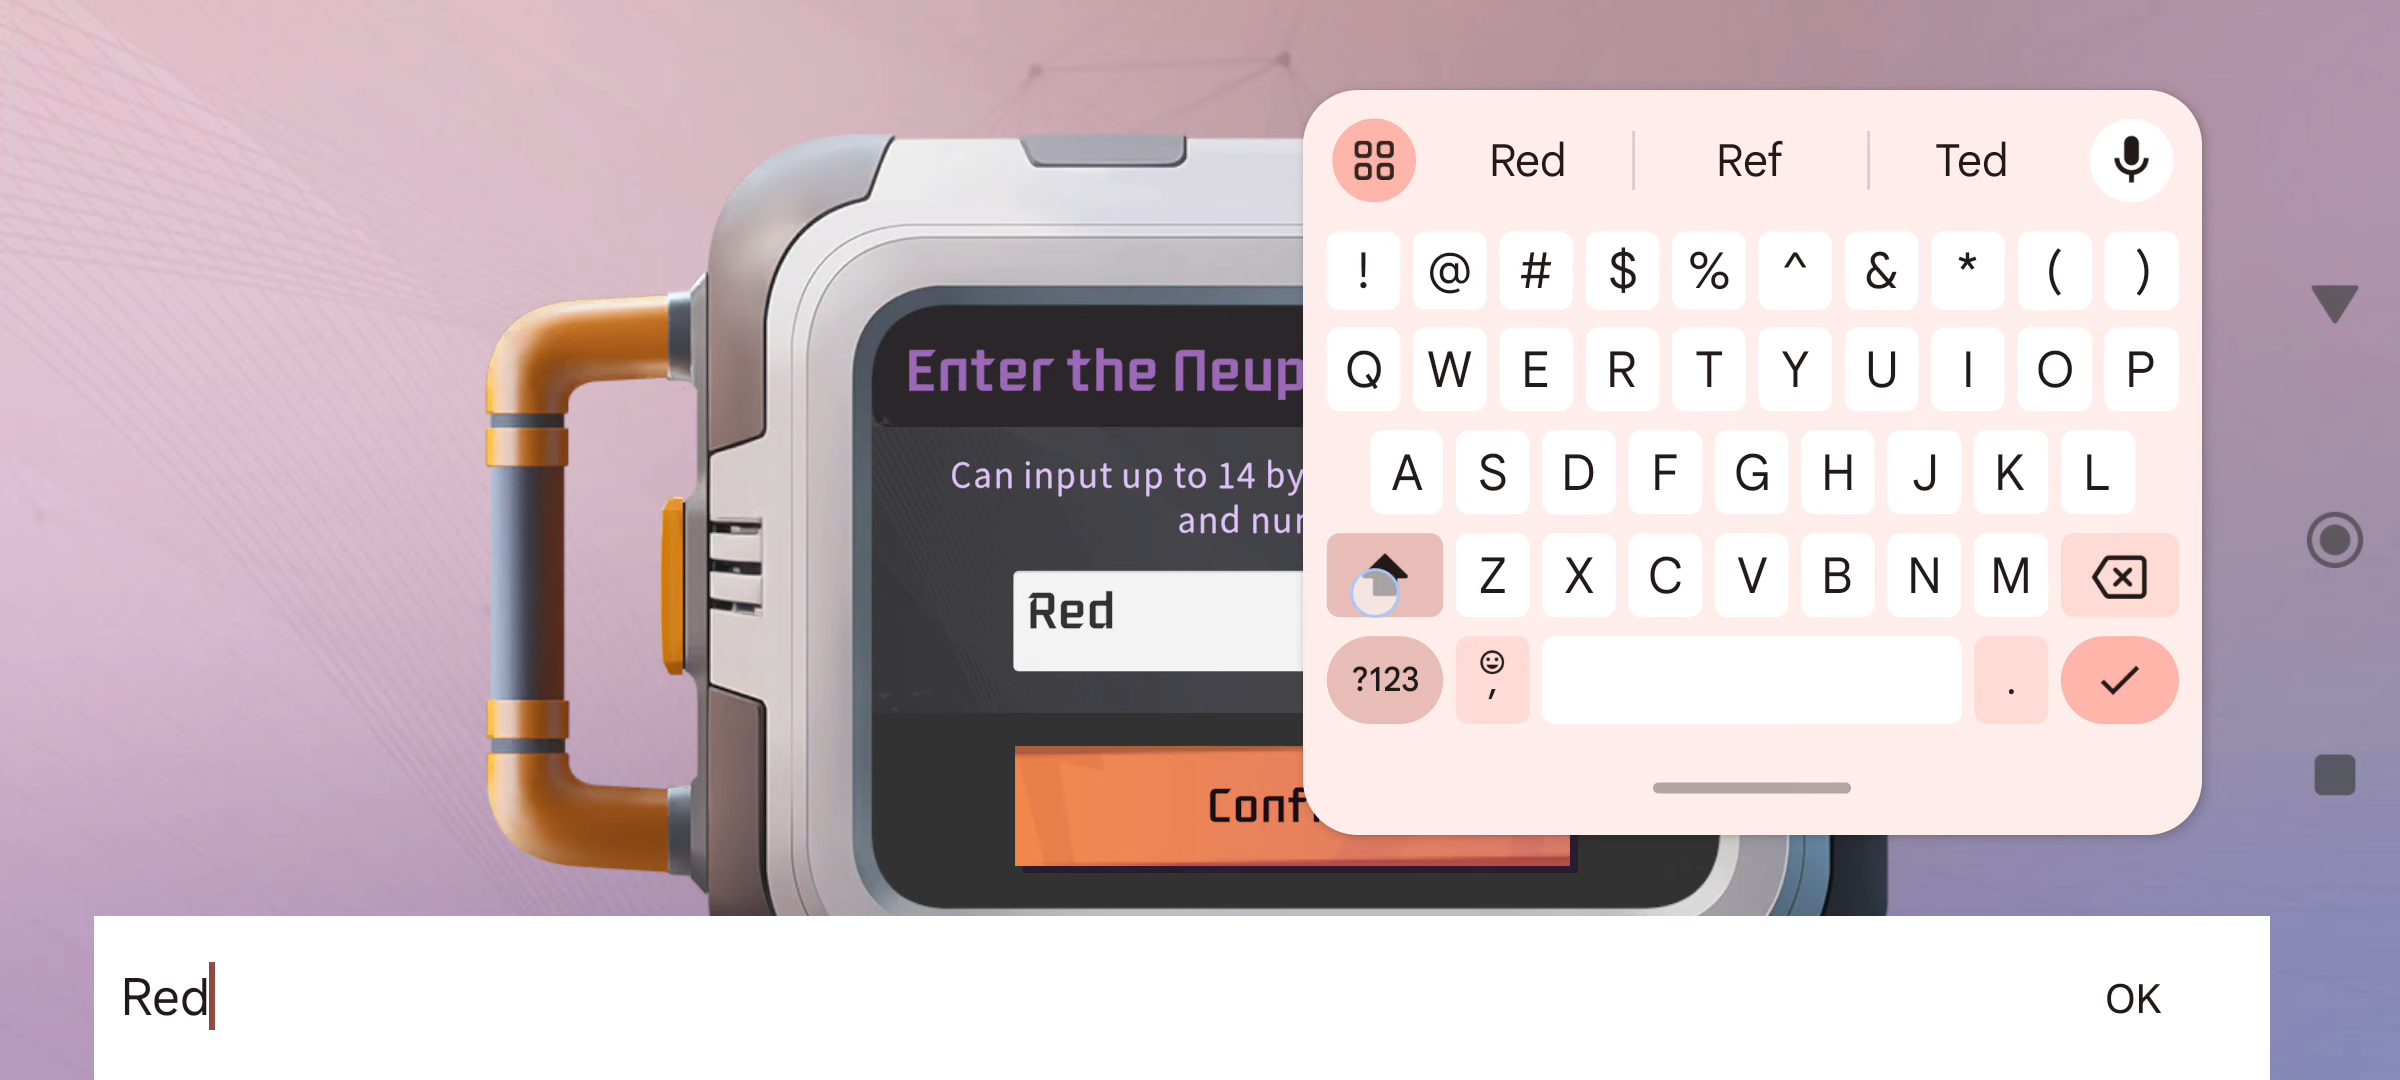 Red
Ref
Ted
! @ # $ % ^ & * ( )
Enter the Neup
Q W E R T Y U I O P
Can input up to 14 by
A S D F G H J K L
and nu
Z X C V B N M
Red
?123
,
.
Conf
Red
OK